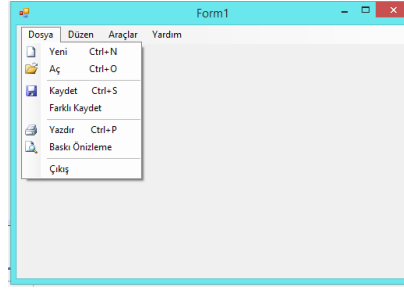 Form1
Dosya Düzen Araçlar Yardım
Yeni Ctrl+N
Aç Ctrl+O
Kaydet Ctrl+S
Farklı Kaydet
Yazdır Ctrl+P
Baskı Önizleme
Çıkış